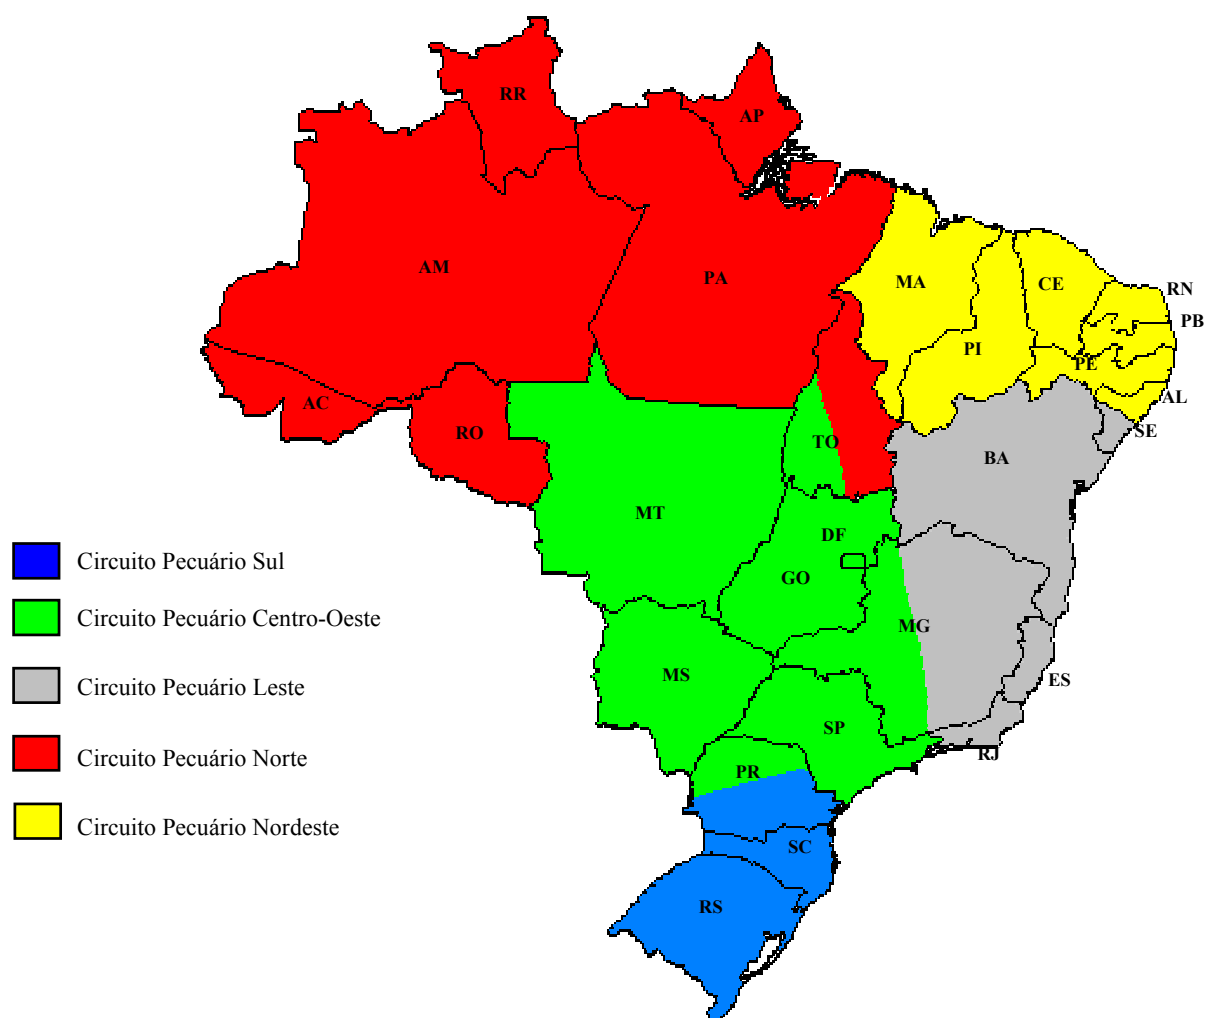 RR
AP
AM
PA
MA
CE
RN
PB
PI
PE
AL
AC
RO
TO
SE
BA
MT
DF
GO
MG
MS
ES
SP
RJ
PR
SC
RS
Circuito Pecuário Sul
Circuito Pecuário Centro-Oeste
Circuito Pecuário Leste
Circuito Pecuário Norte
Circuito Pecuário Nordeste